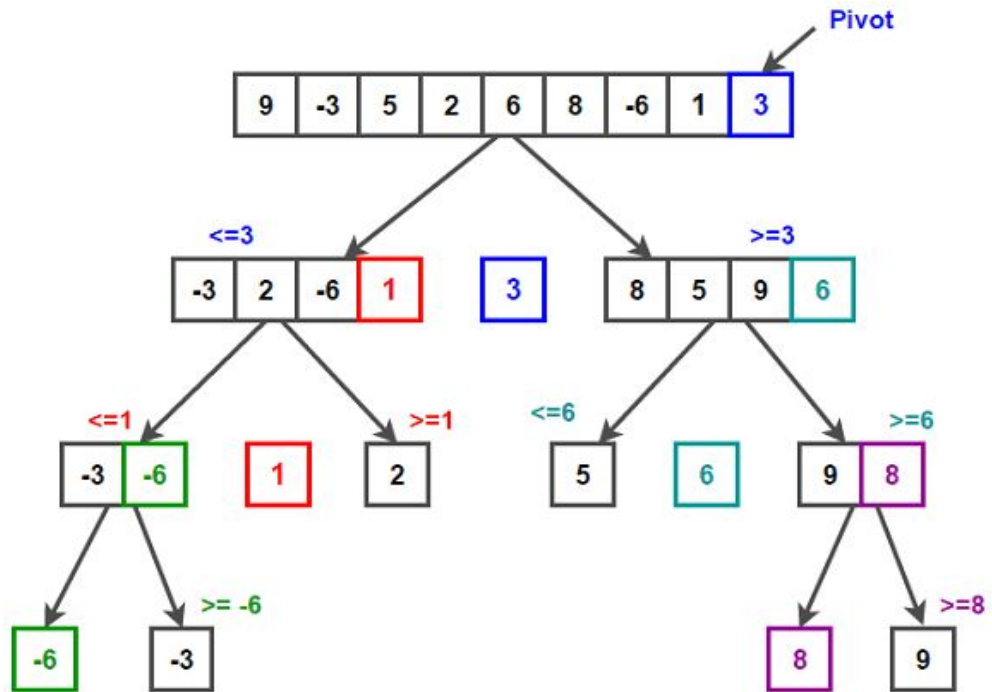 Pivot
9 -3 5 2 6 8 -6 1 3
<=3 >=3
-3 2 -6 1 3 8 5 9 6
<=1 >=1 <=6 >=6
-3 -6 1 2 5 6 9 8
>= -6 >=8
-6 -3 8 9